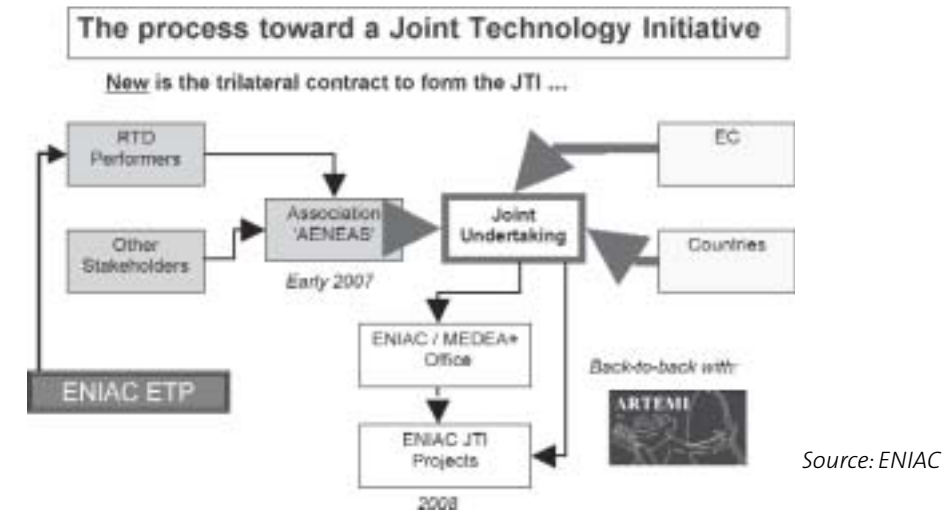 The process toward a Joint Technology Initiative
New is the trilateral contract to form the JTI ...
RTD
Performers
EC
Association
'AENEAS'
Joint
Undertaking
Other
Stakeholders
Countries
Early 2007
ENIAC / MEDEA+
Office
Back-to-back with:
ENIAC ETP
ARTEMI
ENIAC JTI
Projects
Source: ENIAC
2008